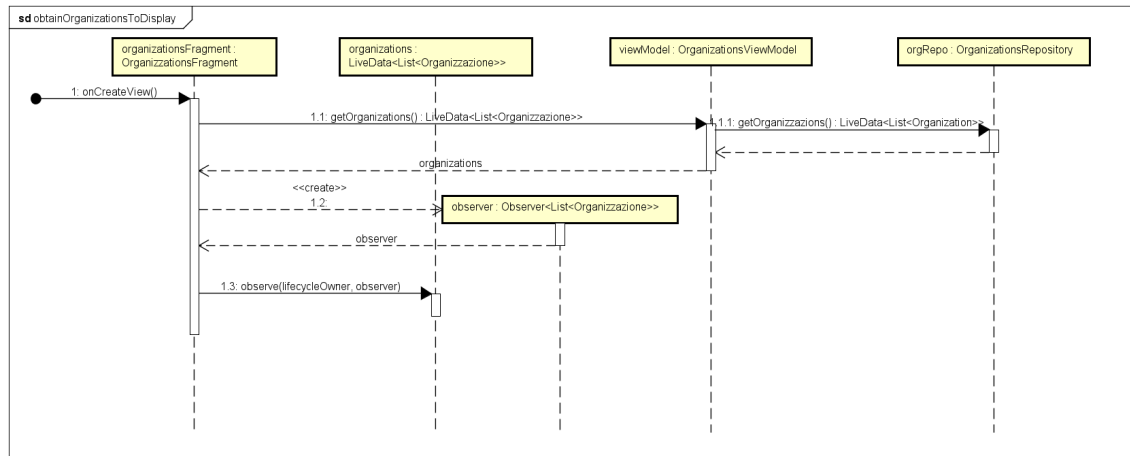 sd obtainOrganizationsToDisplay
organizationsFragment :
OrganizzationsFragment
organizations :
LiveData<List<Organizzazione>>
viewModel : OrganizationsViewModel
orgRepo : OrganizationsRepository
1: onCreateView()
1.1: getOrganizations() : LiveData<List<Organizzazione>>
1.1: getOrganizzazions() : LiveData<List<Organization>>
organizations
<<create>>
1.2:
observer : Observer<List<Organizzazione>>
observer
1.3: observe(lifecycleOwner, observer)